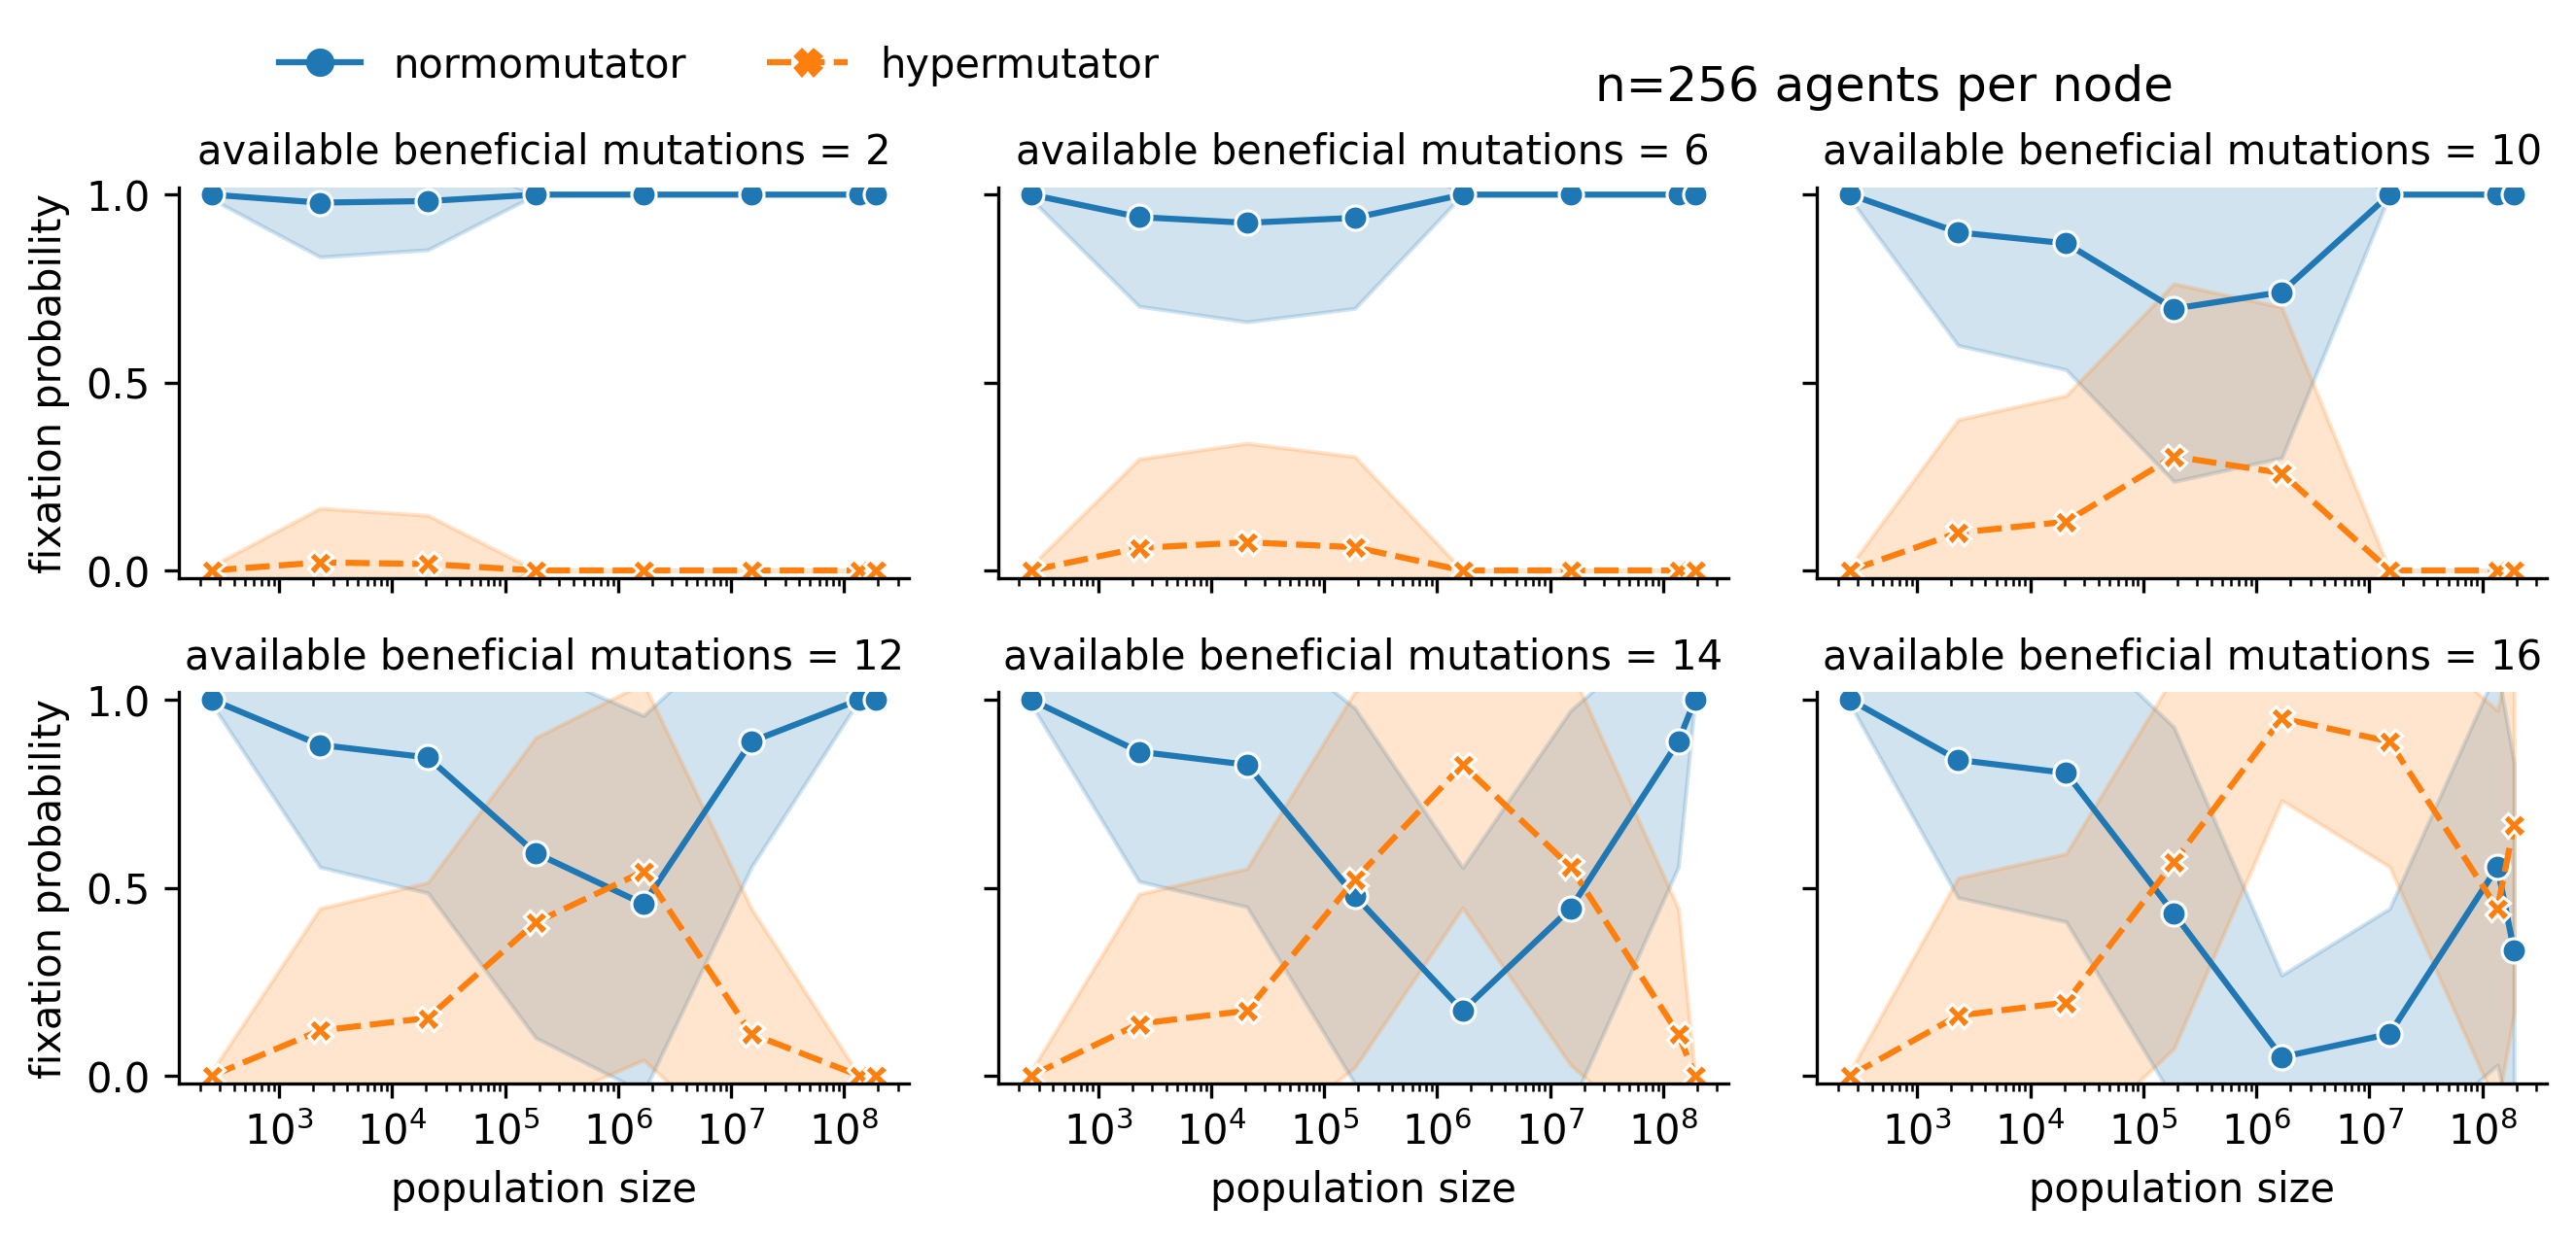 normomutator hypermutator
n=256 agents per node
available beneficial mutations = 2 available beneficial mutations = 6 available beneficial mutations = 10
fixation probability
1.0
0.5
0.0
available beneficial mutations = 12 available beneficial mutations = 14 available beneficial mutations = 16
fixation probability
1.0
0.5
0.0
10³ 10⁴ 10⁵ 10⁶ 10⁷ 10⁸ 10³ 10⁴ 10⁵ 10⁶ 10⁷ 10⁸ 10³ 10⁴ 10⁵ 10⁶ 10⁷ 10⁸
population size population size population size